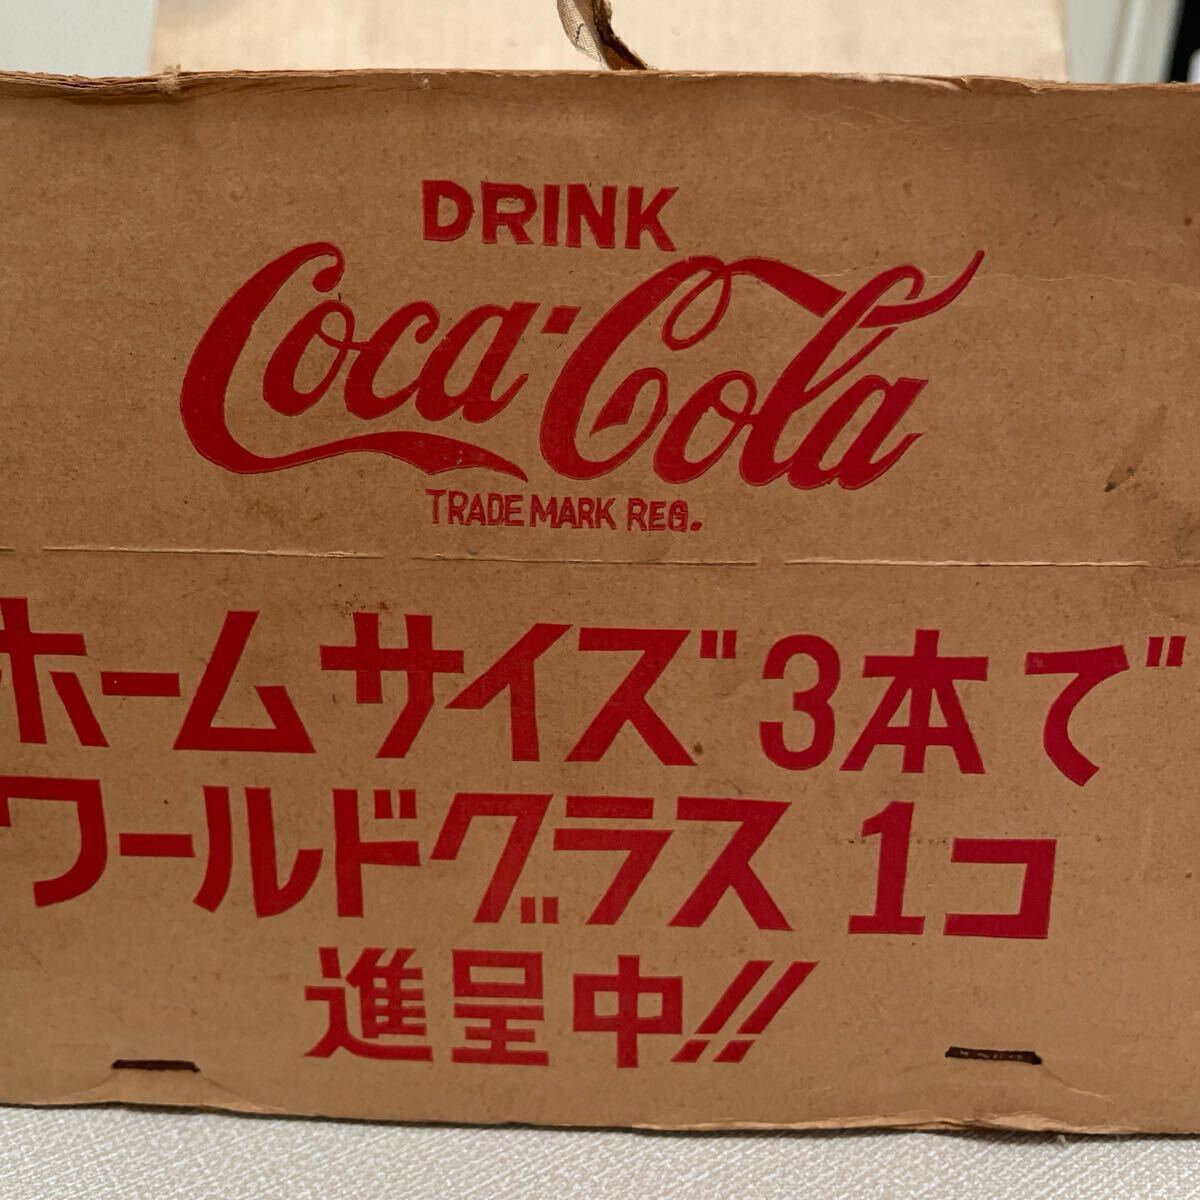 DRINK
Coca-Cola
TRADE MARK REG.
ホームサイズ"3本で"
ワールドグラス1コ
進呈中!!